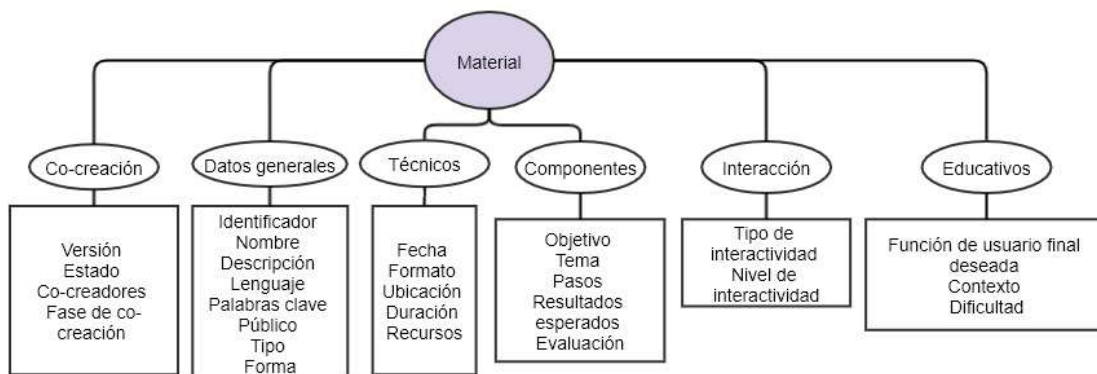 Material
Co-creación
Datos generales
Técnicos
Componentes
Interacción
Educativos
Versión
Estado
Co-creadores
Fase de co-
creación
Identificador
Nombre
Descripción
Lenguaje
Palabras clave
Público
Tipo
Forma
Fecha
Formato
Ubicación
Duración
Recursos
Objetivo
Tema
Pasos
Resultados
esperados
Evaluación
Tipo de
interactividad
Nivel de
interactividad
Función de usuario final
deseada
Contexto
Dificultad